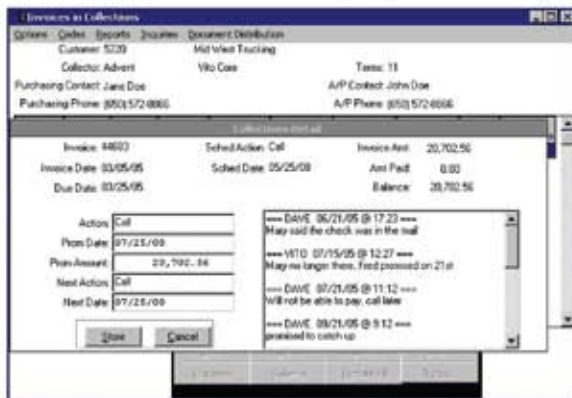 Invoices in Collections
Options Codes Reports Inquiries Document Distribution
Customer: 5220 Mid West Trucking
Collector: Advent Vito Core Terms: 11
Purchasing Contact: Jane Doe A/P Contact: John Doe
Purchasing Phone: (650) 572-8866 A/P Phone: (650) 572-8666
Collections Detail
Invoice: 44603 Sched Action: Call Invoice Amt: 20,702.56
Invoice Date: 03/05/05 Sched Date: 05/25/00 Amt Paid: 0.00
Due Date: 03/25/05 Balance: 20,702.56
Action: Call
Prom Date: 07/25/00
Prom Amount: 20,702.56
Next Action: Call
Next Date: 07/25/00
Store Cancel
=== DAVE 06/21/05 @ 17:23 ===
May said the check was in the mail
=== VITO 07/15/05 @ 12:27 ===
May no longer there, Fred promised on 21st
=== DAVE 07/21/05 @ 11:12 ===
Will not be able to pay, call later
=== DAVE 09/21/05 @ 9:12 ===
promised to catch up